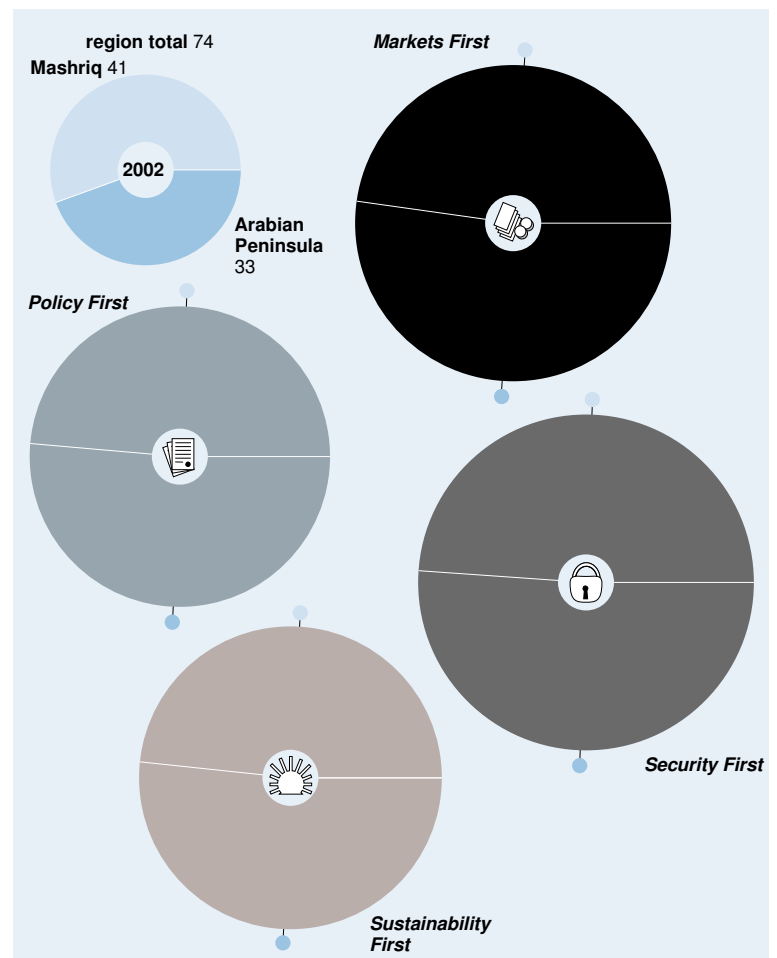 region total 74
Mashriq 41
2002
Arabian
Peninsula
33
Markets First
Policy First
Security First
Sustainability
First